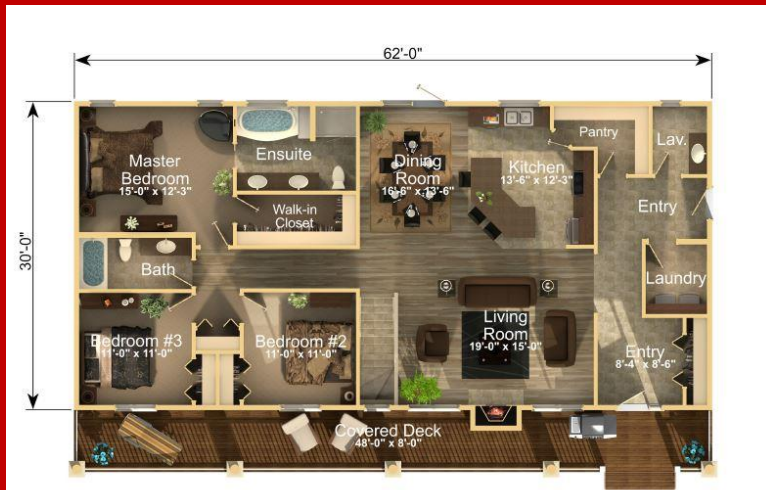 62'-0"
30'-0"
Master
Bedroom
15'-0" x 12'-3"
Ensuite
Walk-in
Closet
Dining
Room
16'-6" x 13'-6"
Kitchen
13'-6" x 12'-3"
Pantry
Lav.
Entry
Laundry
Bath
Bedroom #3
11'-0" x 11'-0"
Bedroom #2
11'-0" x 11'-0"
Living
Room
19'-0" x 15'-0"
Entry
8'-4" x 8'-6"
Covered Deck
48'-0" x 8'-0"